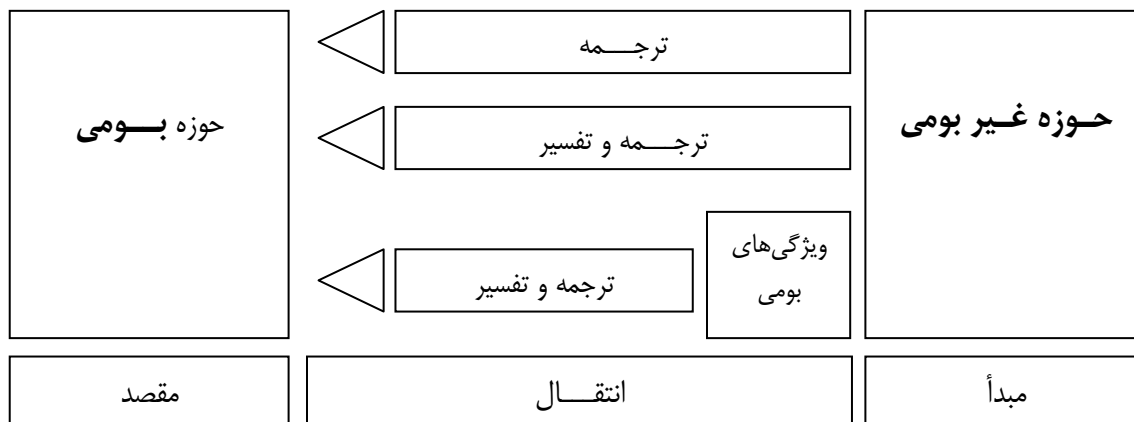 ترجـــمه
حـوزه غـیر بومی
حوزه بـــومی
ترجـــمه و تفسیر
ویژگی‌های
بومی
ترجمه و تفسیر
مبدأ
انتقـــال
مقصد